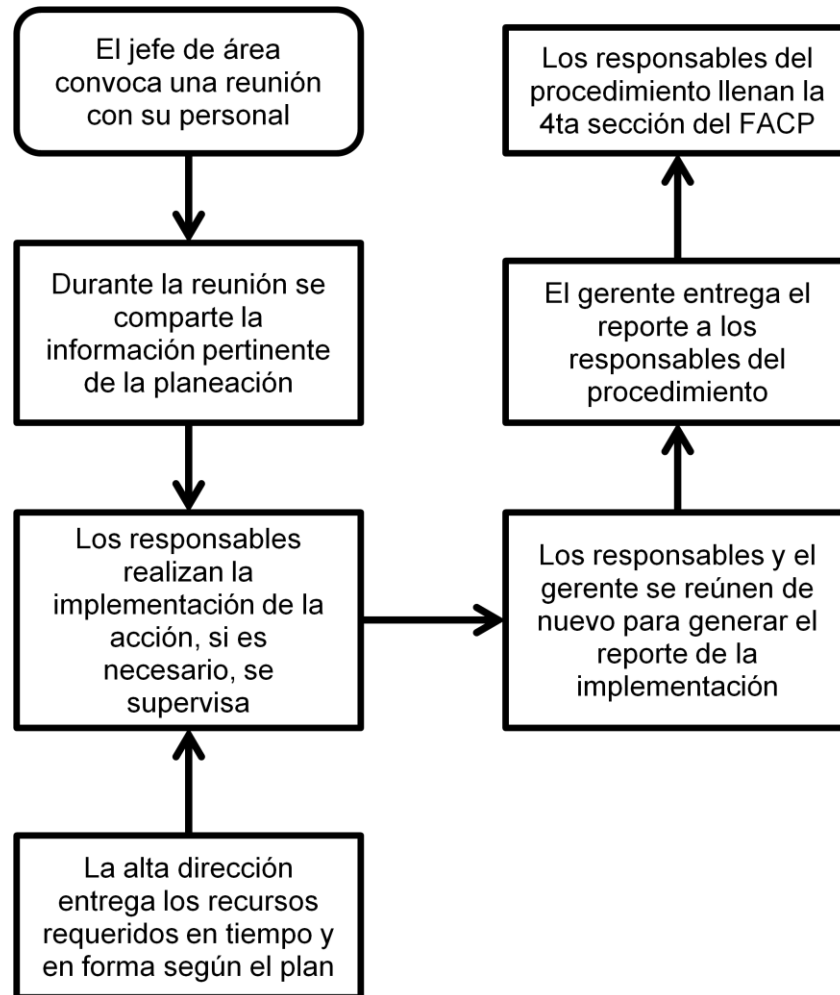 El jefe de área
convoca una reunión
con su personal
Durante la reunión se
comparte la
información pertinente
de la planeación
Los responsables
realizan la
implementación de la
acción, si es
necesario, se
supervisa
La alta dirección
entrega los recursos
requeridos en tiempo y
en forma según el plan
Los responsables y el
gerente se reúnen de
nuevo para generar el
reporte de la
implementación
El gerente entrega el
reporte a los
responsables del
procedimiento
Los responsables del
procedimiento llenan la
4ta sección del FACP